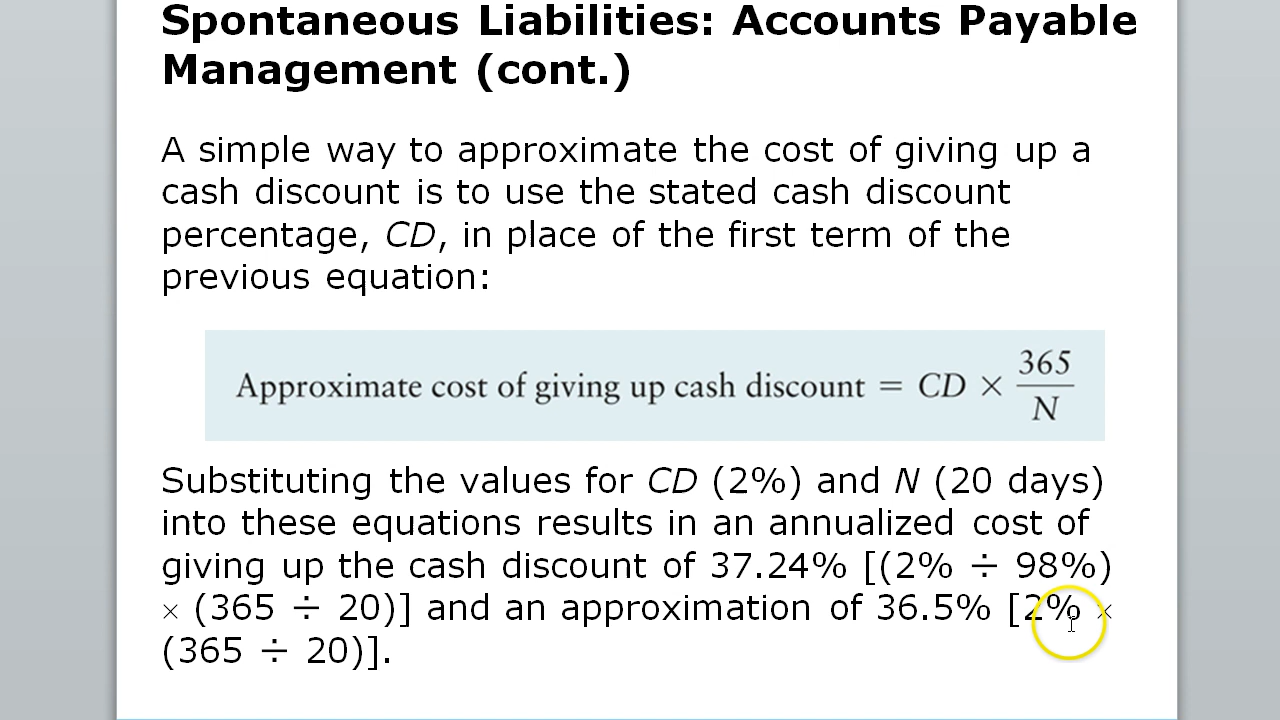 Spontaneous Liabilities: Accounts Payable
Management (cont.)
A simple way to approximate the cost of giving up a
cash discount is to use the stated cash discount
percentage, CD, in place of the first term of the
previous equation:
Approximate cost of giving up cash discount = CD × 365/N
Substituting the values for CD (2%) and N (20 days)
into these equations results in an annualized cost of
giving up the cash discount of 37.24% [(2% ÷ 98%)
× (365 ÷ 20)] and an approximation of 36.5% [2% ×
(365 ÷ 20)].